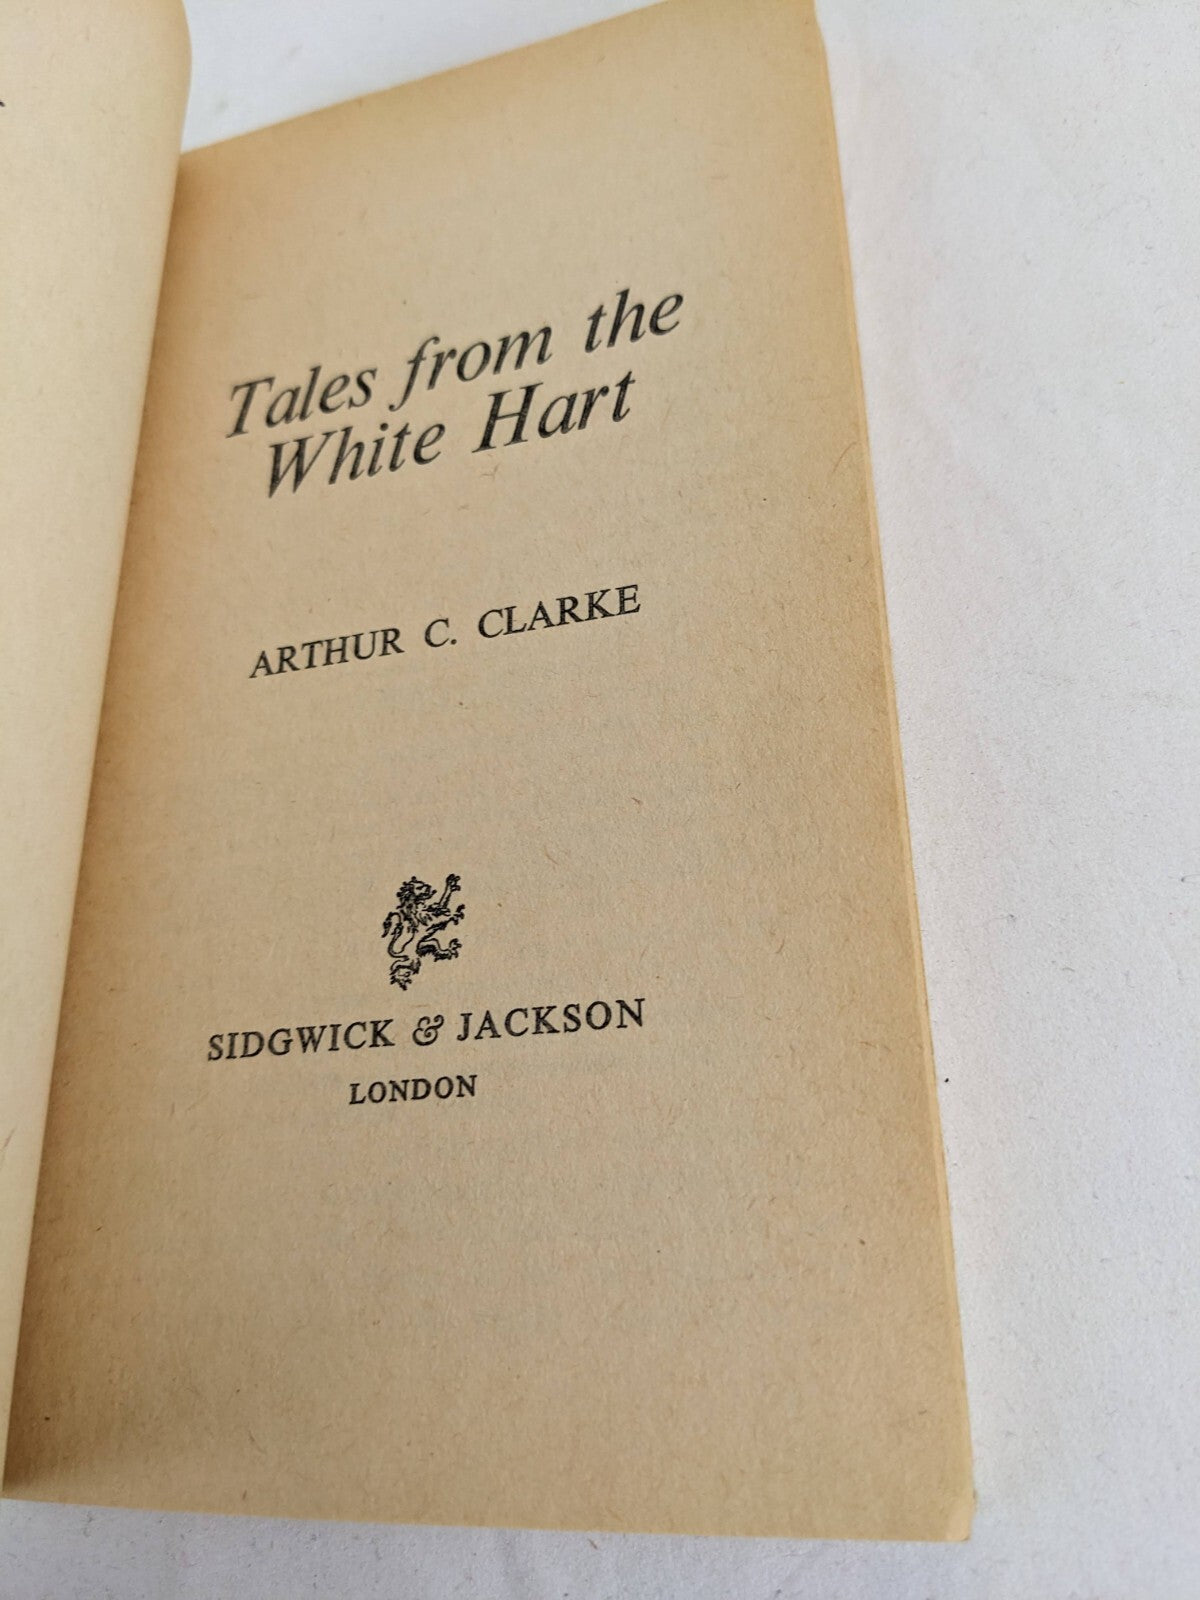 Tales from the
White Hart
ARTHUR C. CLARKE
SIDGWICK & JACKSON
LONDON